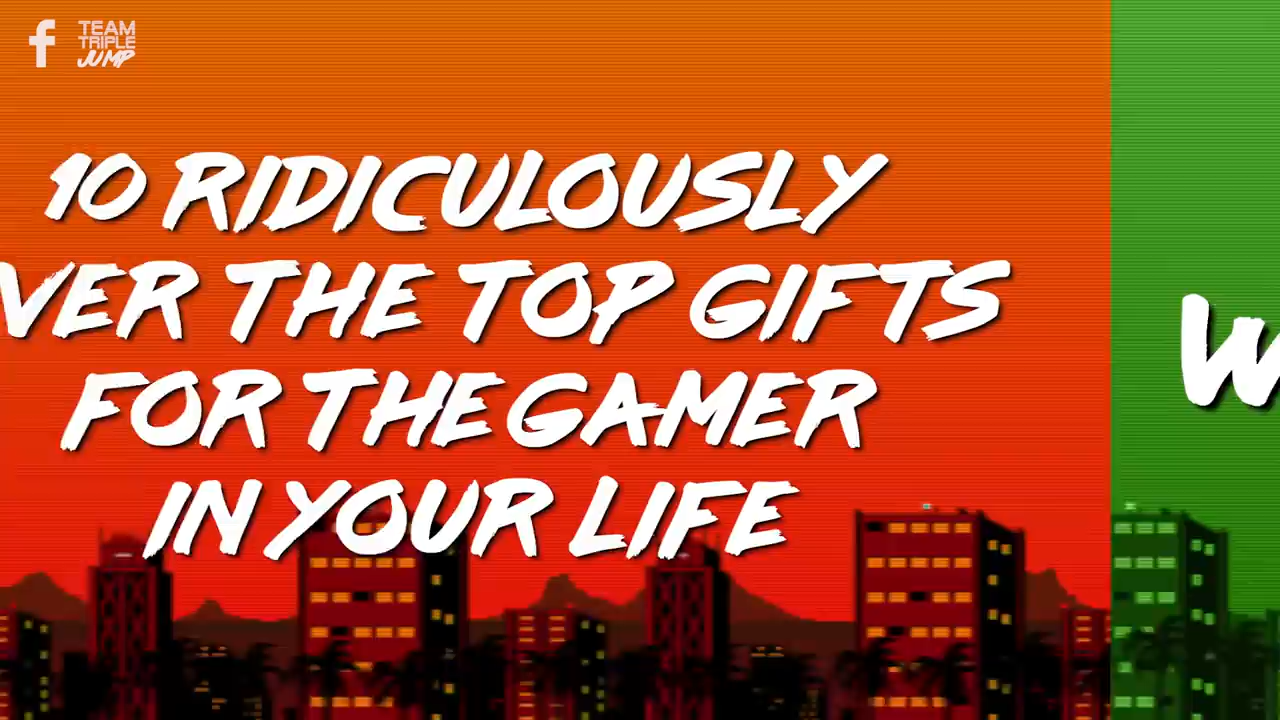 f
TEAM
TRIPLE
JUMP
10 RIDICULOUSLY
VER THE TOP GIFTS
FOR THE GAMER
IN YOUR LIFE
W